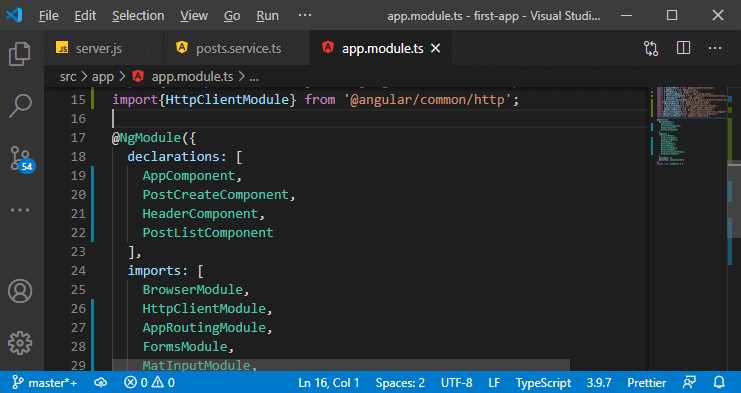 File Edit Selection View Go Run ··· app.module.ts - first-app - Visual Studi...
JS server.js posts.service.ts app.module.ts
src > app > app.module.ts > ...
15 import{HttpClientModule} from '@angular/common/http';
16
17 @NgModule({
18 declarations: [
19 AppComponent,
20 PostCreateComponent,
21 HeaderComponent,
22 PostListComponent
23 ],
24 imports: [
25 BrowserModule,
26 HttpClientModule,
27 AppRoutingModule,
28 FormsModule,
29 MatInputModule,
54
master*+ 0 0 Ln 16, Col 1 Spaces: 2 UTF-8 LF TypeScript 3.9.7 Prettier